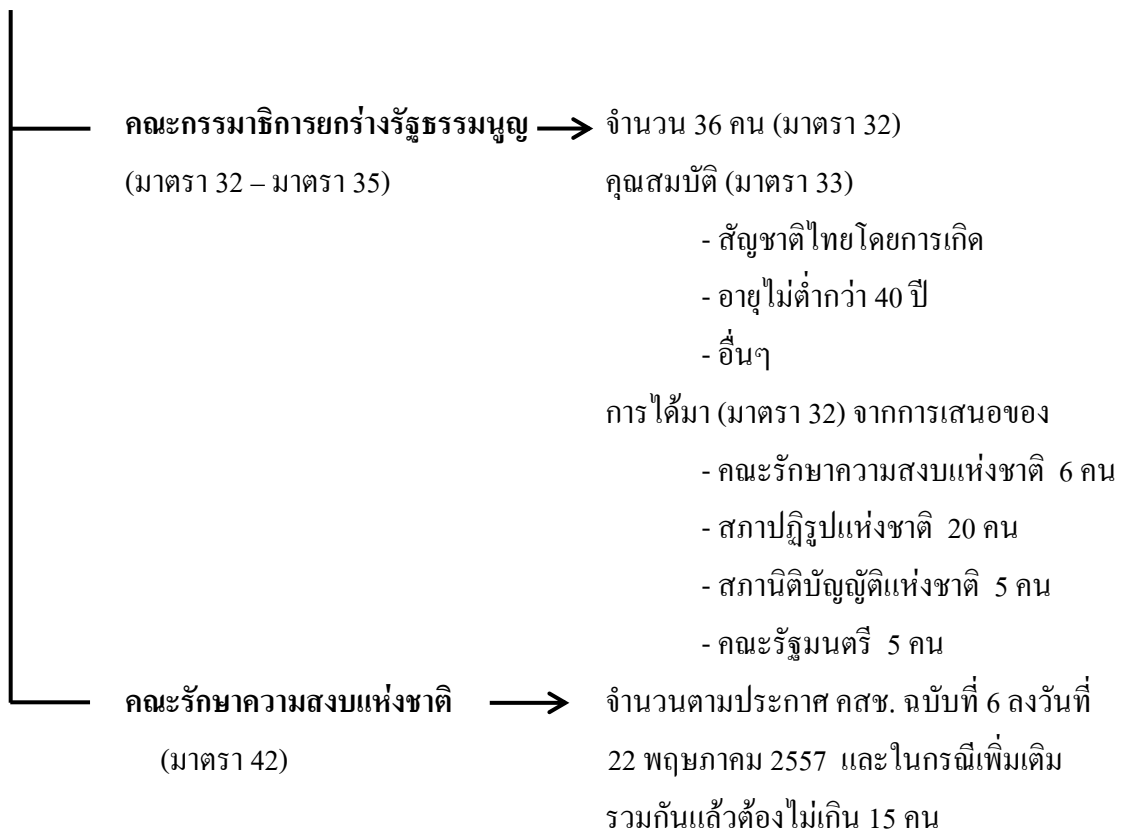 คณะกรรมาธิการยกร่างรัฐธรรมนูญ จำนวน 36 คน (มาตรา 32)
(มาตรา 32 – มาตรา 35) คุณสมบัติ (มาตรา 33)
- สัญชาติไทยโดยการเกิด
- อายุไม่ต่ำกว่า 40 ปี
- อื่นๆ
การได้มา (มาตรา 32) จากการเสนอของ
- คณะรักษาความสงบแห่งชาติ 6 คน
- สภาปฏิรูปแห่งชาติ 20 คน
- สภานิติบัญญัติแห่งชาติ 5 คน
- คณะรัฐมนตรี 5 คน
คณะรักษาความสงบแห่งชาติ จำนวนตามประกาศ คสช. ฉบับที่ 6 ลงวันที่
(มาตรา 42) 22 พฤษภาคม 2557 และในกรณีเพิ่มเติม
รวมกันแล้วต้องไม่เกิน 15 คน